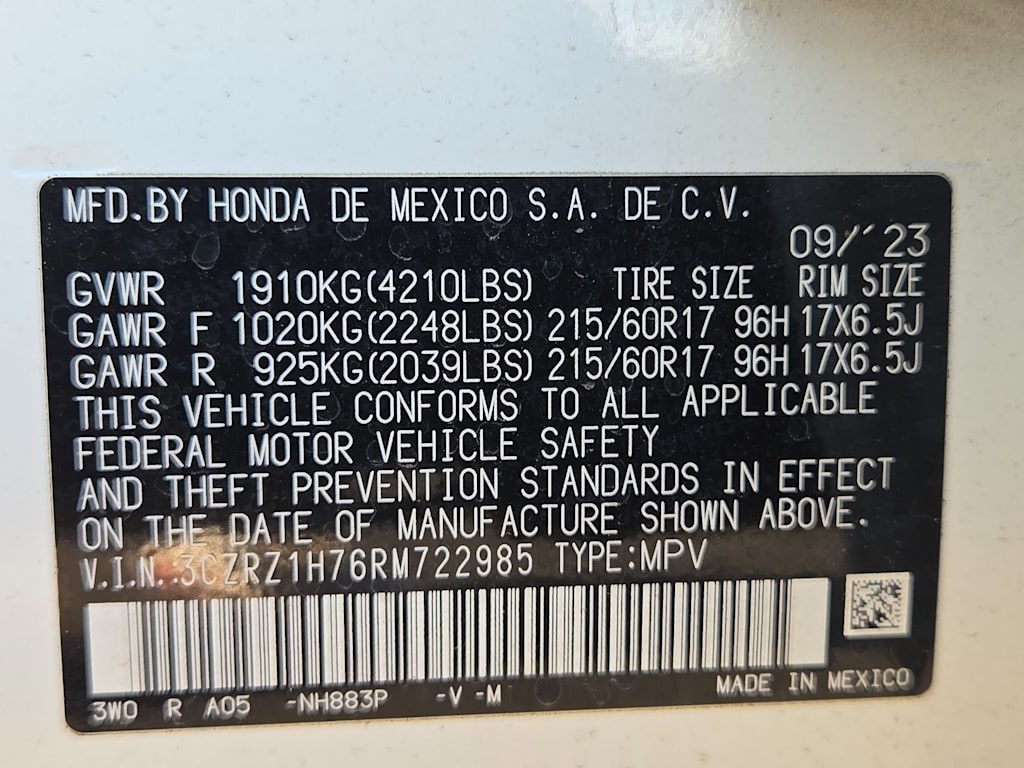 MFD.BY HONDA DE MEXICO S.A. DE C.V.
09/´23
GVWR 1910KG(4210LBS) TIRE SIZE RIM SIZE
GAWR F 1020KG(2248LBS) 215/60R17 96H 17X6.5J
GAWR R 925KG(2039LBS) 215/60R17 96H 17X6.5J
THIS VEHICLE CONFORMS TO ALL APPLICABLE
FEDERAL MOTOR VEHICLE SAFETY
AND THEFT PREVENTION STANDARDS IN EFFECT
ON THE DATE OF MANUFACTURE SHOWN ABOVE.
V.I.N.:3CZRZ1H76RM722985 TYPE:MPV
3W0 R A05 -NH883P -V -M MADE IN MEXICO